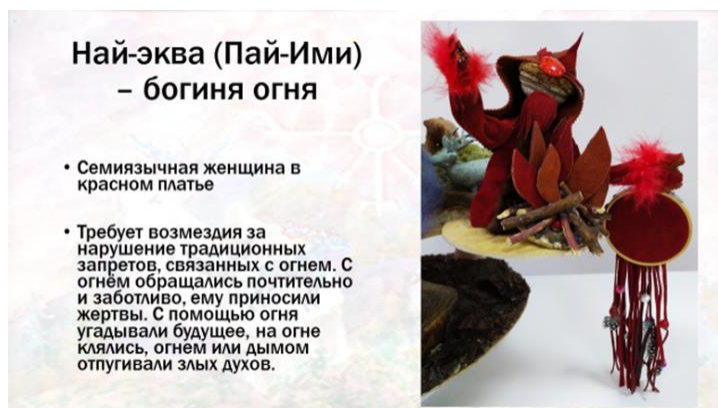 Най-эква (Пай-Ими)
– богиня огня
• Семиязычная женщина в
красном платье
• Требует возмездия за
нарушение традиционных
запретов, связанных с огнем. С
огнём обращались почтительно
и заботливо, ему приносили
жертвы. С помощью огня
угадывали будущее, на огне
клялись, огнем или дымом
отпугивали злых духов.